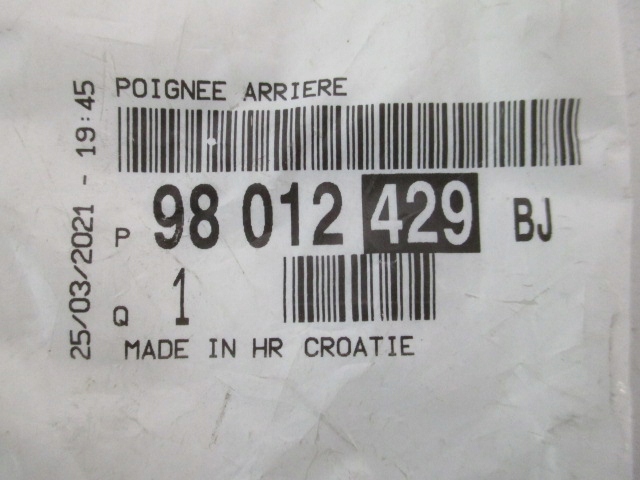 POIGNEE ARRIERE
P 98 012 429 BJ
Q 1
MADE IN HR CROATIE
25/03/2021 - 19:45